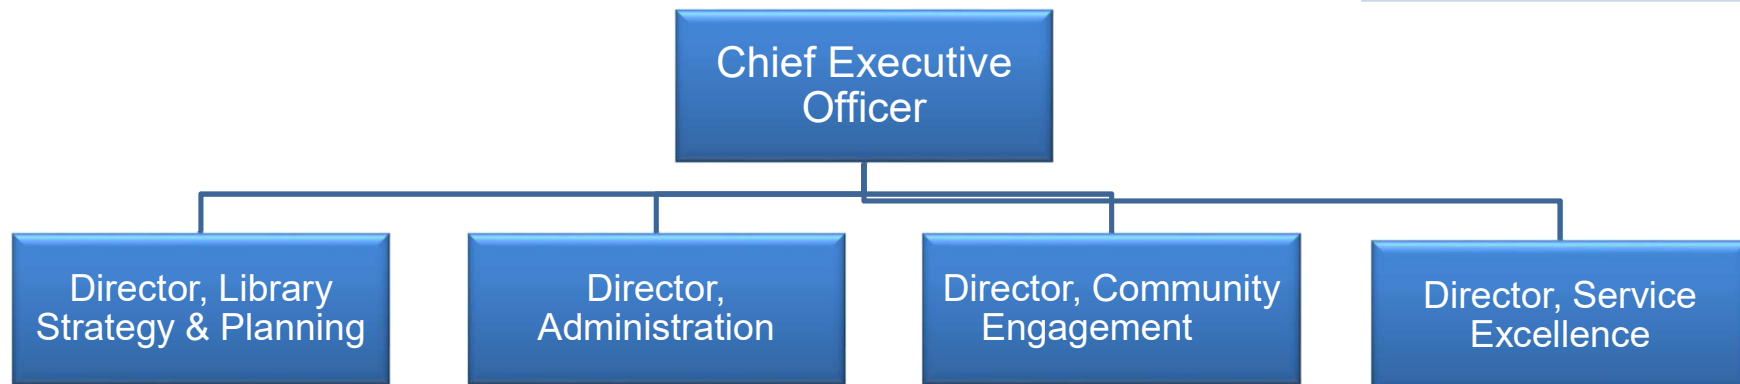 Chief Executive
Officer
Director, Library
Strategy & Planning
Director,
Administration
Director, Community
Engagement
Director, Service
Excellence